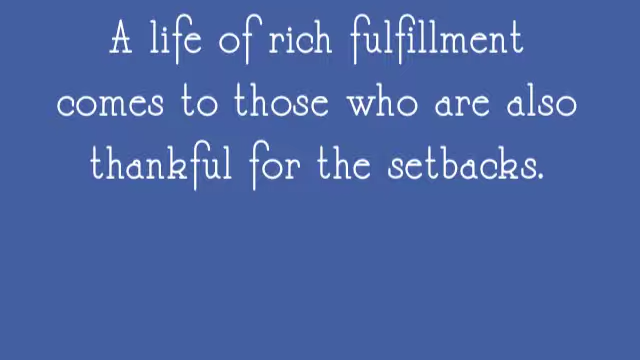 A life of rich fulfillment
comes to those who are also
thankful for the setbacks.